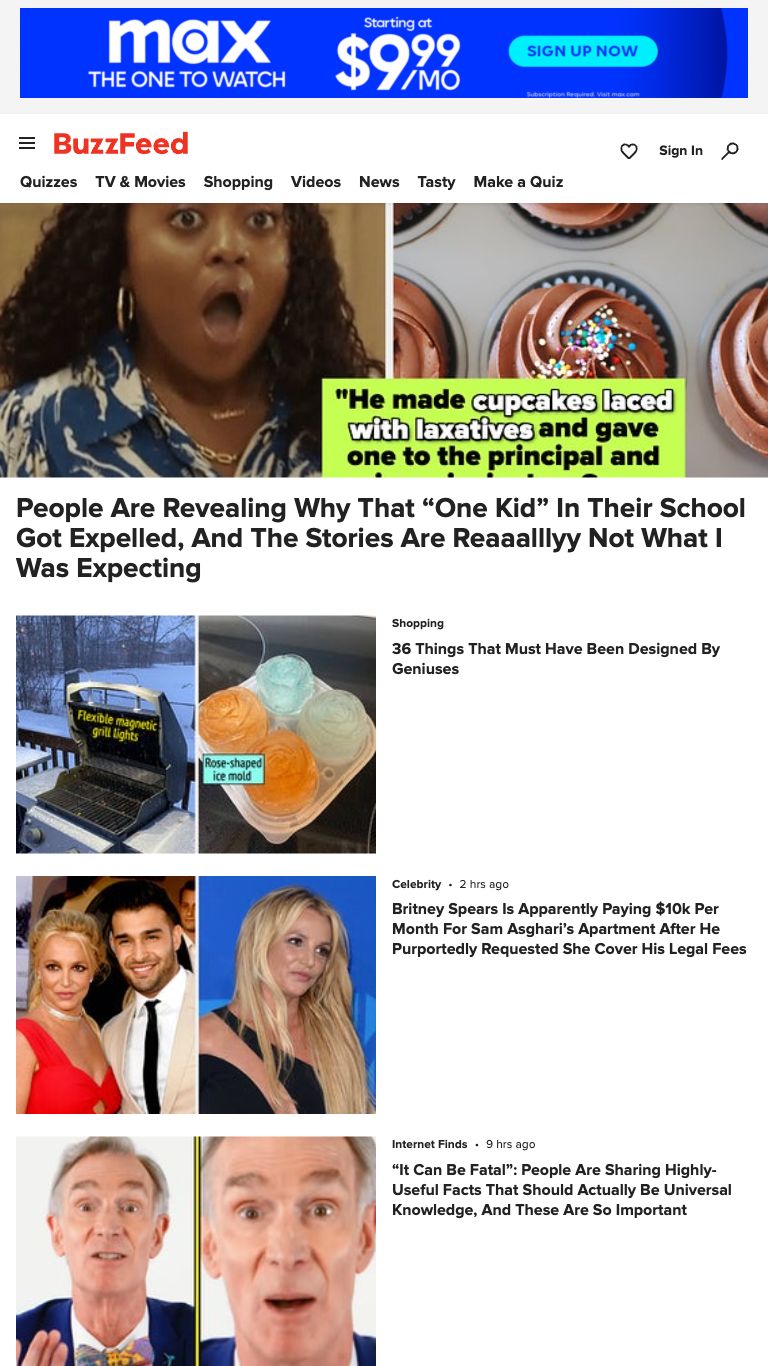 max
THE ONE TO WATCH
Starting at
$9.99/MO
SIGN UP NOW
Subscription Required. Visit max.com
BuzzFeed
Sign In
Quizzes TV & Movies Shopping Videos News Tasty Make a Quiz
"He made cupcakes laced
with laxatives and gave
one to the principal and
People Are Revealing Why That “One Kid” In Their School
Got Expelled, And The Stories Are Reaaalllyy Not What I
Was Expecting
Flexible magnetic
grill lights
Rose-shaped
ice mold
Shopping
36 Things That Must Have Been Designed By
Geniuses
Celebrity • 2 hrs ago
Britney Spears Is Apparently Paying $10k Per
Month For Sam Asghari’s Apartment After He
Purportedly Requested She Cover His Legal Fees
Internet Finds • 9 hrs ago
“It Can Be Fatal”: People Are Sharing Highly-
Useful Facts That Should Actually Be Universal
Knowledge, And These Are So Important